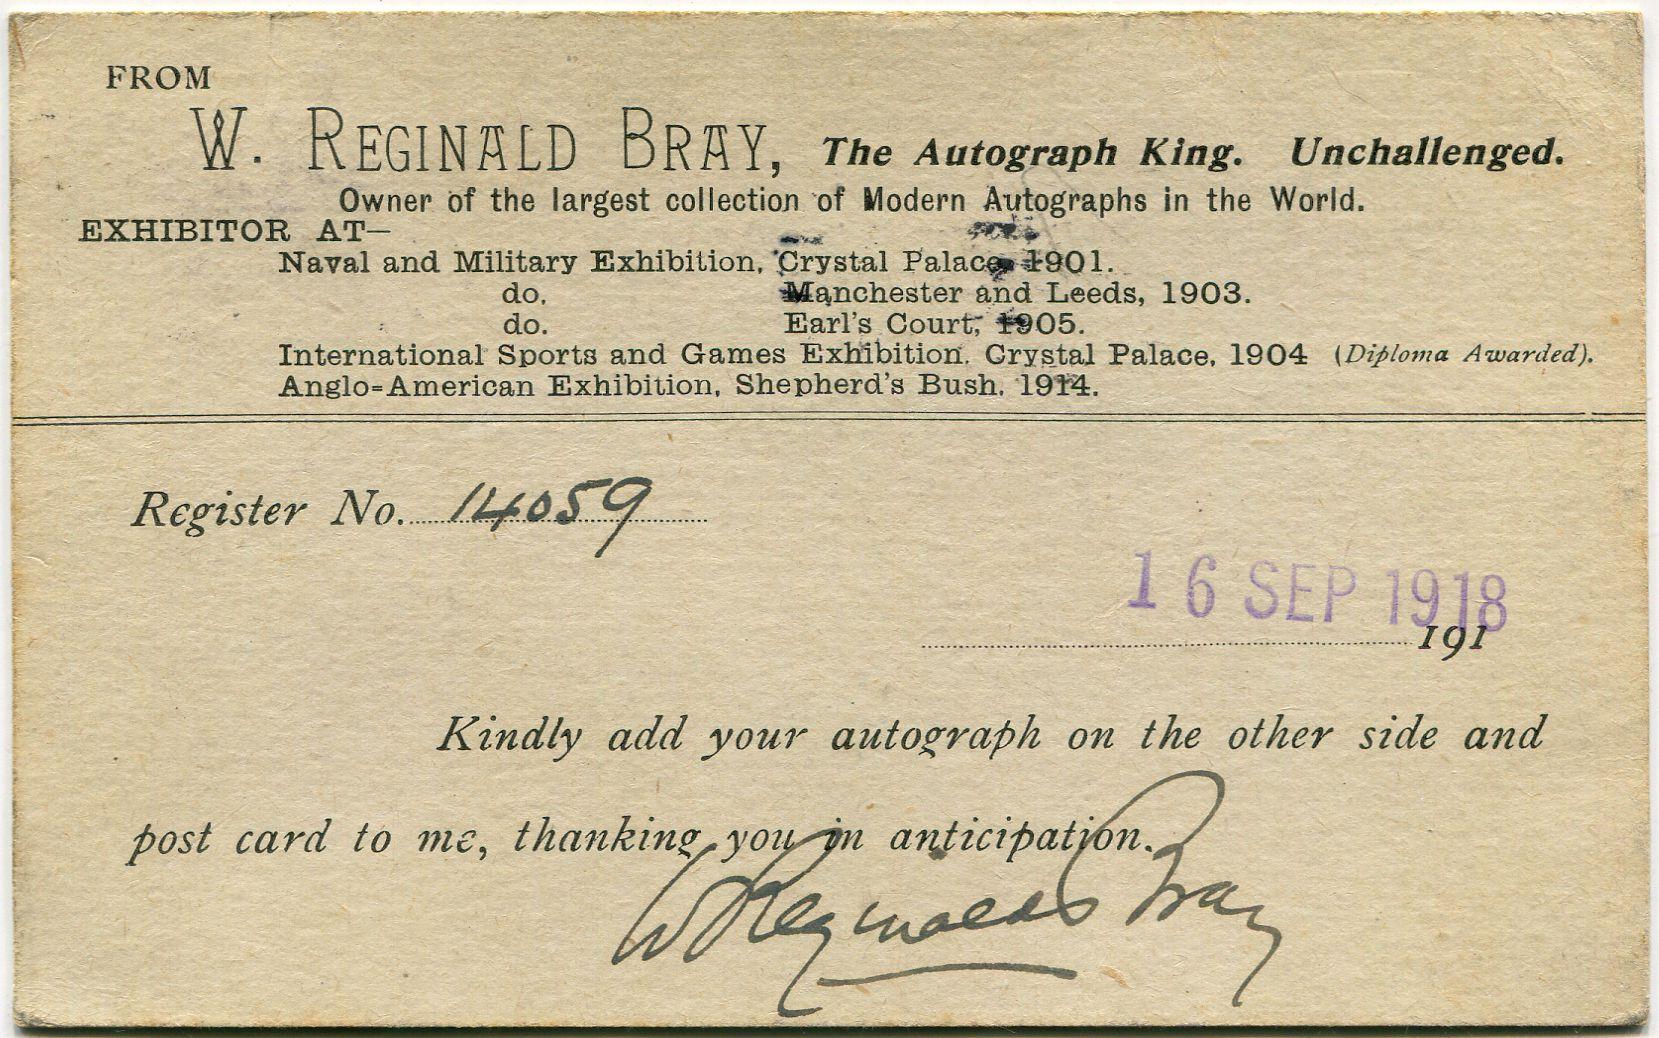 FROM
W. REGINALD BRAY, The Autograph King. Unchallenged.
Owner of the largest collection of Modern Autographs in the World.
EXHIBITOR AT—
Naval and Military Exhibition, Crystal Palace, 1901.
do. Manchester and Leeds, 1903.
do. Earl's Court, 1905.
International Sports and Games Exhibition, Crystal Palace, 1904 (Diploma Awarded).
Anglo=American Exhibition, Shepherd's Bush, 1914.
Register No. 14059
16 SEP 1918
191
Kindly add your autograph on the other side and
post card to me, thanking you in anticipation.
W Reginald Bray